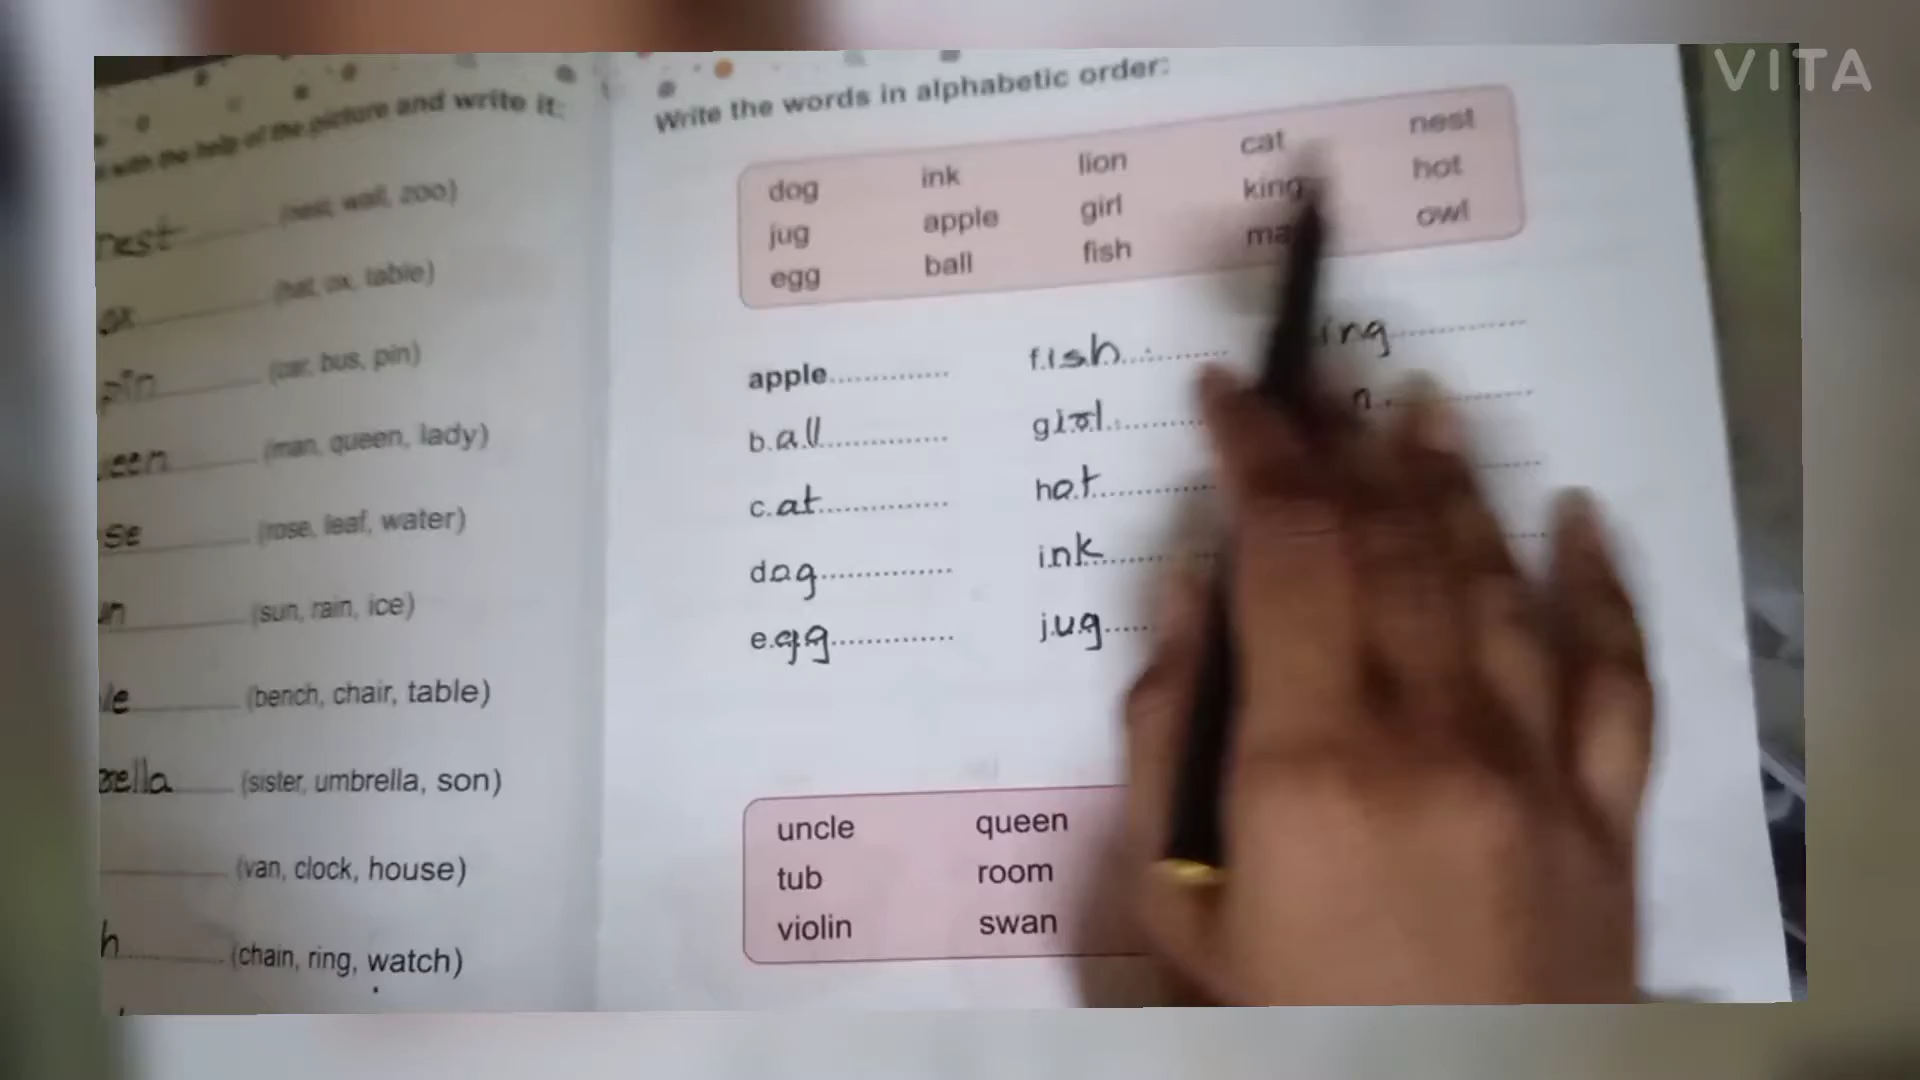 VITA
with the help of the picture and write it:
nest (nest, wall, zoo)
ox (hat, ox, table)
pin (car, bus, pin)
een (man, queen, lady)
se (rose, leaf, water)
un (sun, rain, ice)
le (bench, chair, table)
rella (sister, umbrella, son)
(van, clock, house)
h (chain, ring, watch)
Write the words in alphabetic order:
dog ink lion cat nest
jug apple girl king hot
egg ball fish ma owl
apple fish ing
ball girl n
cat hot
dog ink
egg jug
uncle queen
tub room
violin swan